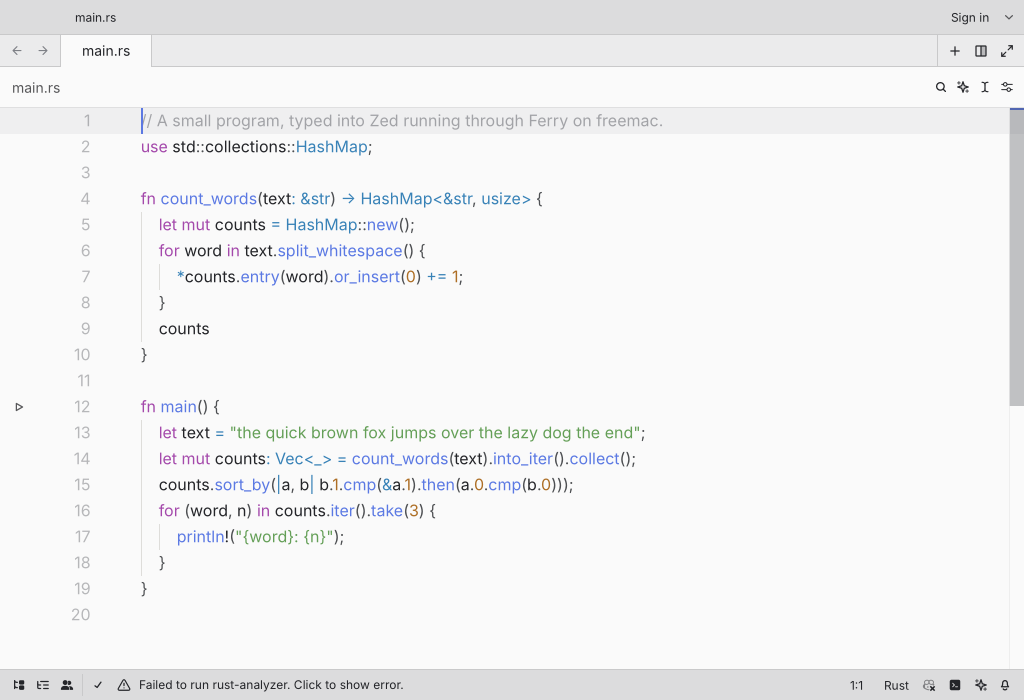 main.rs
Sign in
main.rs
main.rs
1 // A small program, typed into Zed running through Ferry on freemac.
2 use std::collections::HashMap;
3
4 fn count_words(text: &str) -> HashMap<&str, usize> {
5 let mut counts = HashMap::new();
6 for word in text.split_whitespace() {
7 *counts.entry(word).or_insert(0) += 1;
8 }
9 counts
10 }
11
12 fn main() {
13 let text = "the quick brown fox jumps over the lazy dog the end";
14 let mut counts: Vec<_> = count_words(text).into_iter().collect();
15 counts.sort_by(|a, b| b.1.cmp(&a.1).then(a.0.cmp(b.0)));
16 for (word, n) in counts.iter().take(3) {
17 println!("{word}: {n}");
18 }
19 }
20
Failed to run rust-analyzer. Click to show error.
1:1
Rust